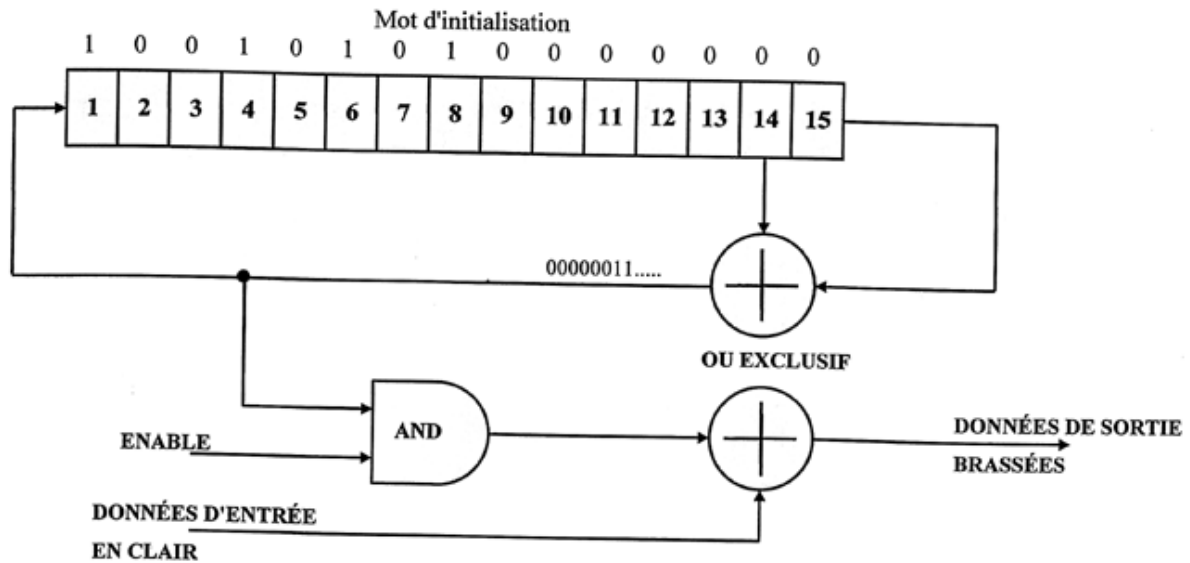 Mot d'initialisation
1 0 0 1 0 1 0 1 0 0 0 0 0 0 0
1 2 3 4 5 6 7 8 9 10 11 12 13 14 15
00000011.....
OU EXCLUSIF
AND
ENABLE
DONNÉES DE SORTIE
BRASSÉES
DONNÉES D'ENTRÉE
EN CLAIR